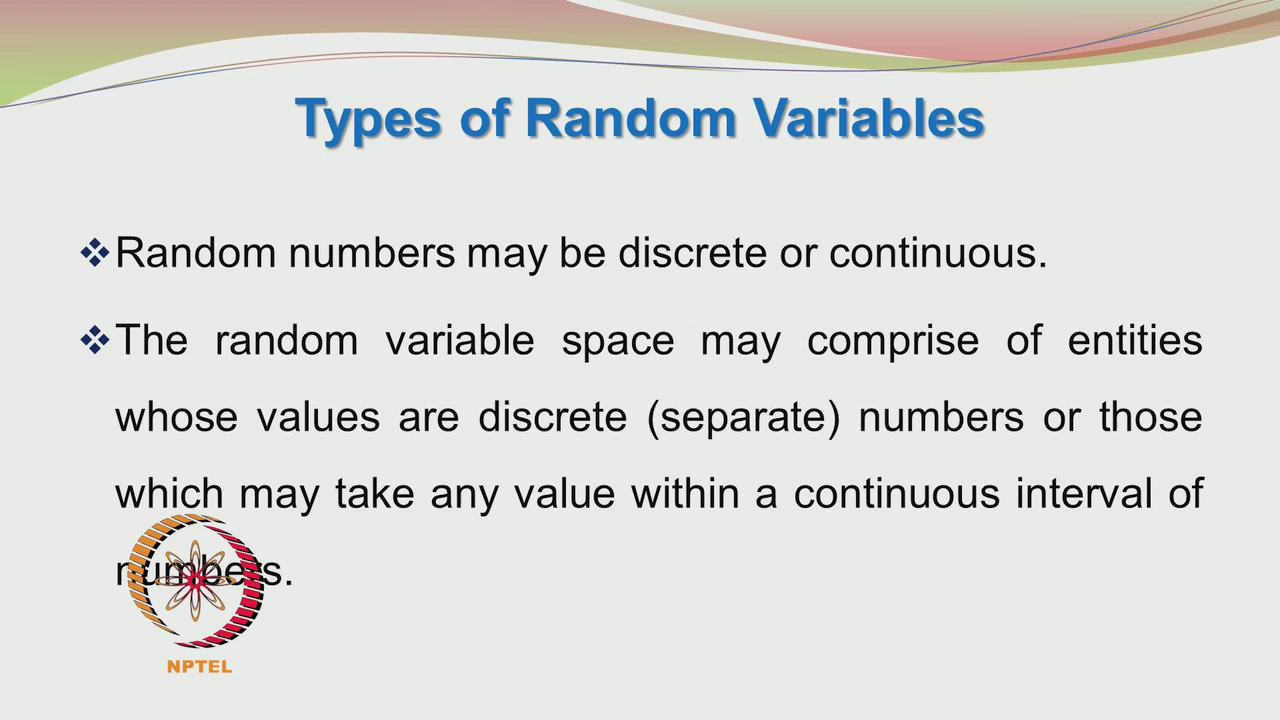 Types of Random Variables
❖Random numbers may be discrete or continuous.
❖The random variable space may comprise of entities
whose values are discrete (separate) numbers or those
which may take any value within a continuous interval of
numbers.
NPTEL